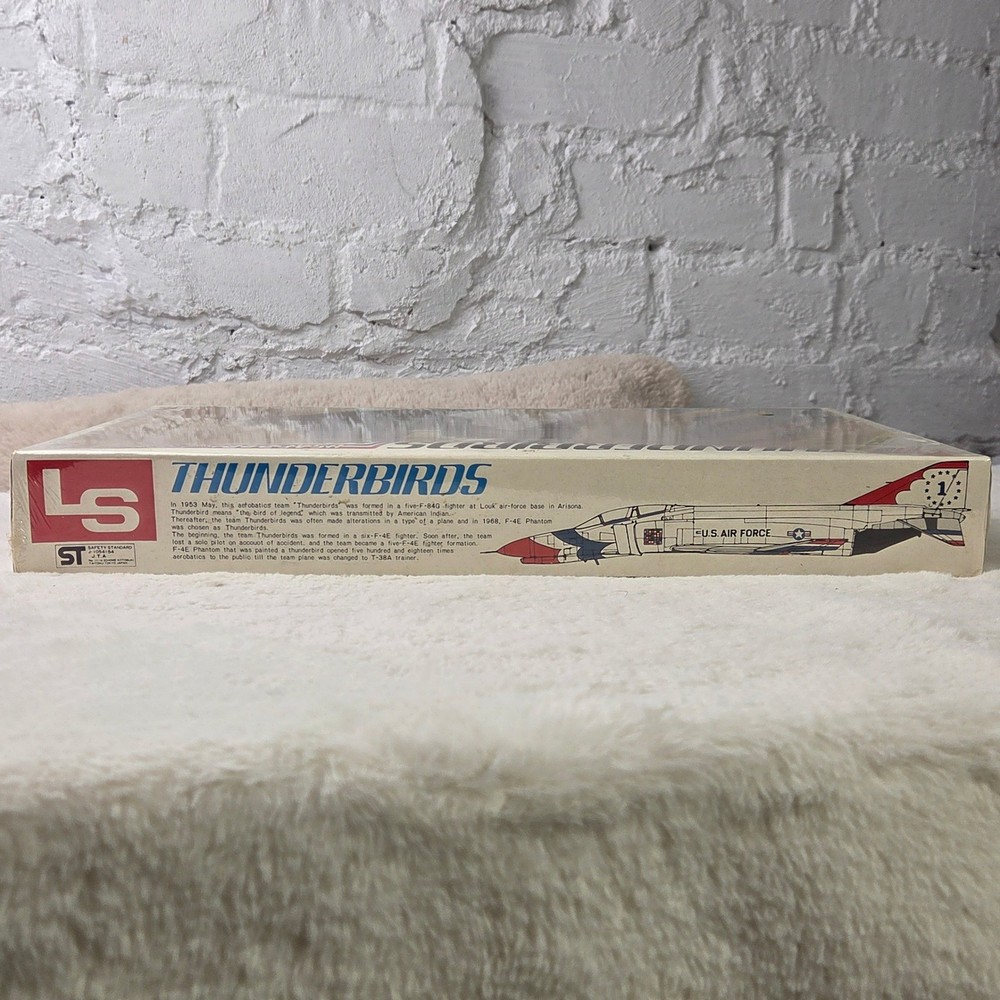 LS
THUNDERBIRDS
In 1953 May, this aerobatics team "Thunderbirds" was formed in a five-F-84G fighter at Louk air-force base in Arisona.
Thunderbird means "the bird of legend", which was transmitted by American Indian.
Thereafter, the team Thunderbirds was often made alterations in a type of a plane and in 1968, F-4E Phantom
was chosen as Thunderbirds.
The beginning, the team Thunderbirds was formed in a six-F-4E fighter. Soon after, the team
lost a solo pilot on account of accident, and the team became a five-F-4E fighter formation.
F-4E Phantom that was painted a thunderbird opened five hundred and eighteen times
aerobatics to the public till the team plane was changed to T-38A trainer.
ST
SAFETY STANDARD
JTA
U.S. AIR FORCE
1
THUNDERBIRDS